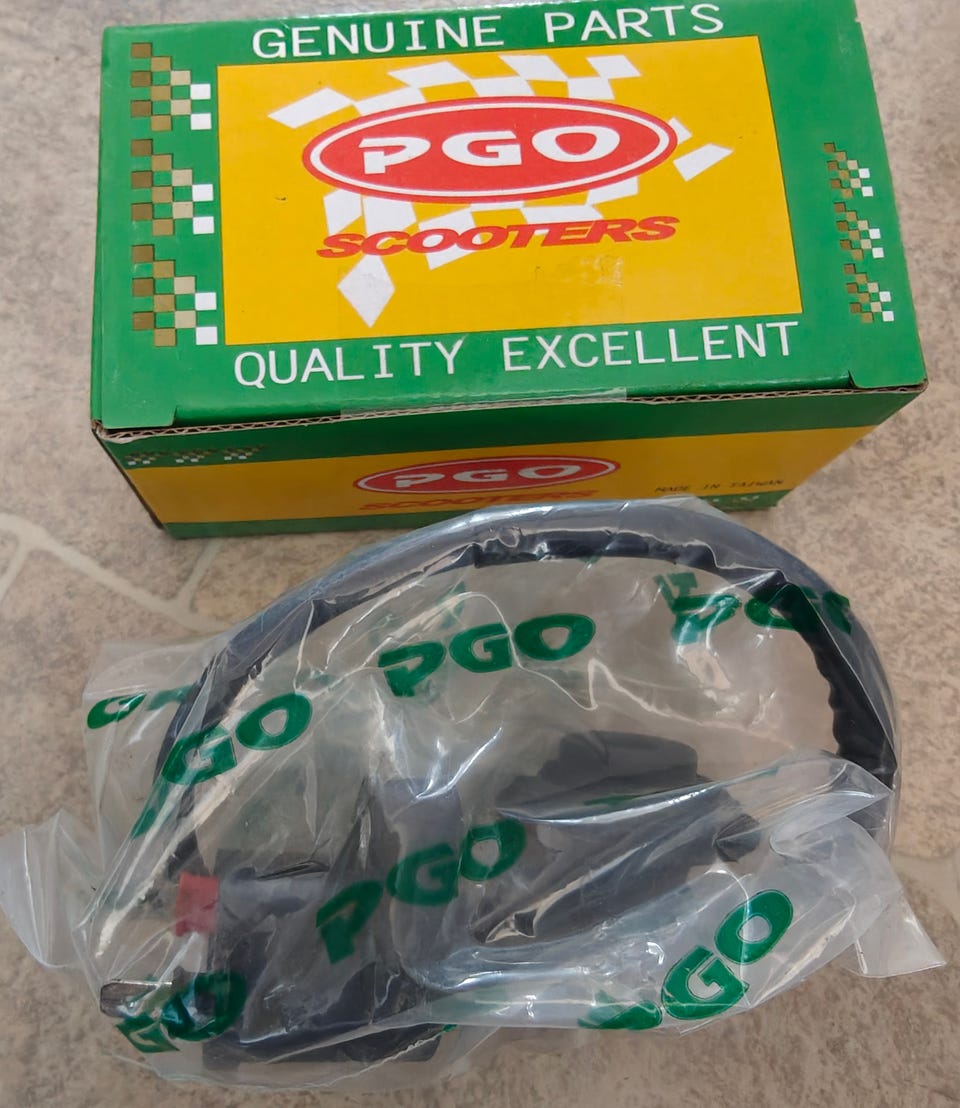 GENUINE PARTS
PGO
SCOOTERS
QUALITY EXCELLENT
PGO
SCOOTERS
MADE IN TAIWAN
PGO
PGO
PGO
PGO
PGO